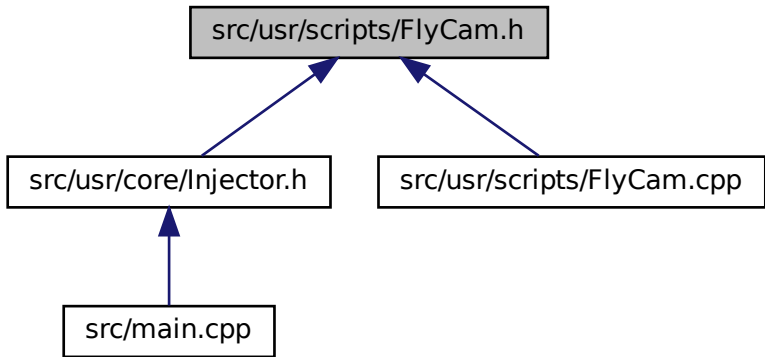 src/usr/scripts/FlyCam.h
src/usr/core/Injector.h
src/usr/scripts/FlyCam.cpp
src/main.cpp